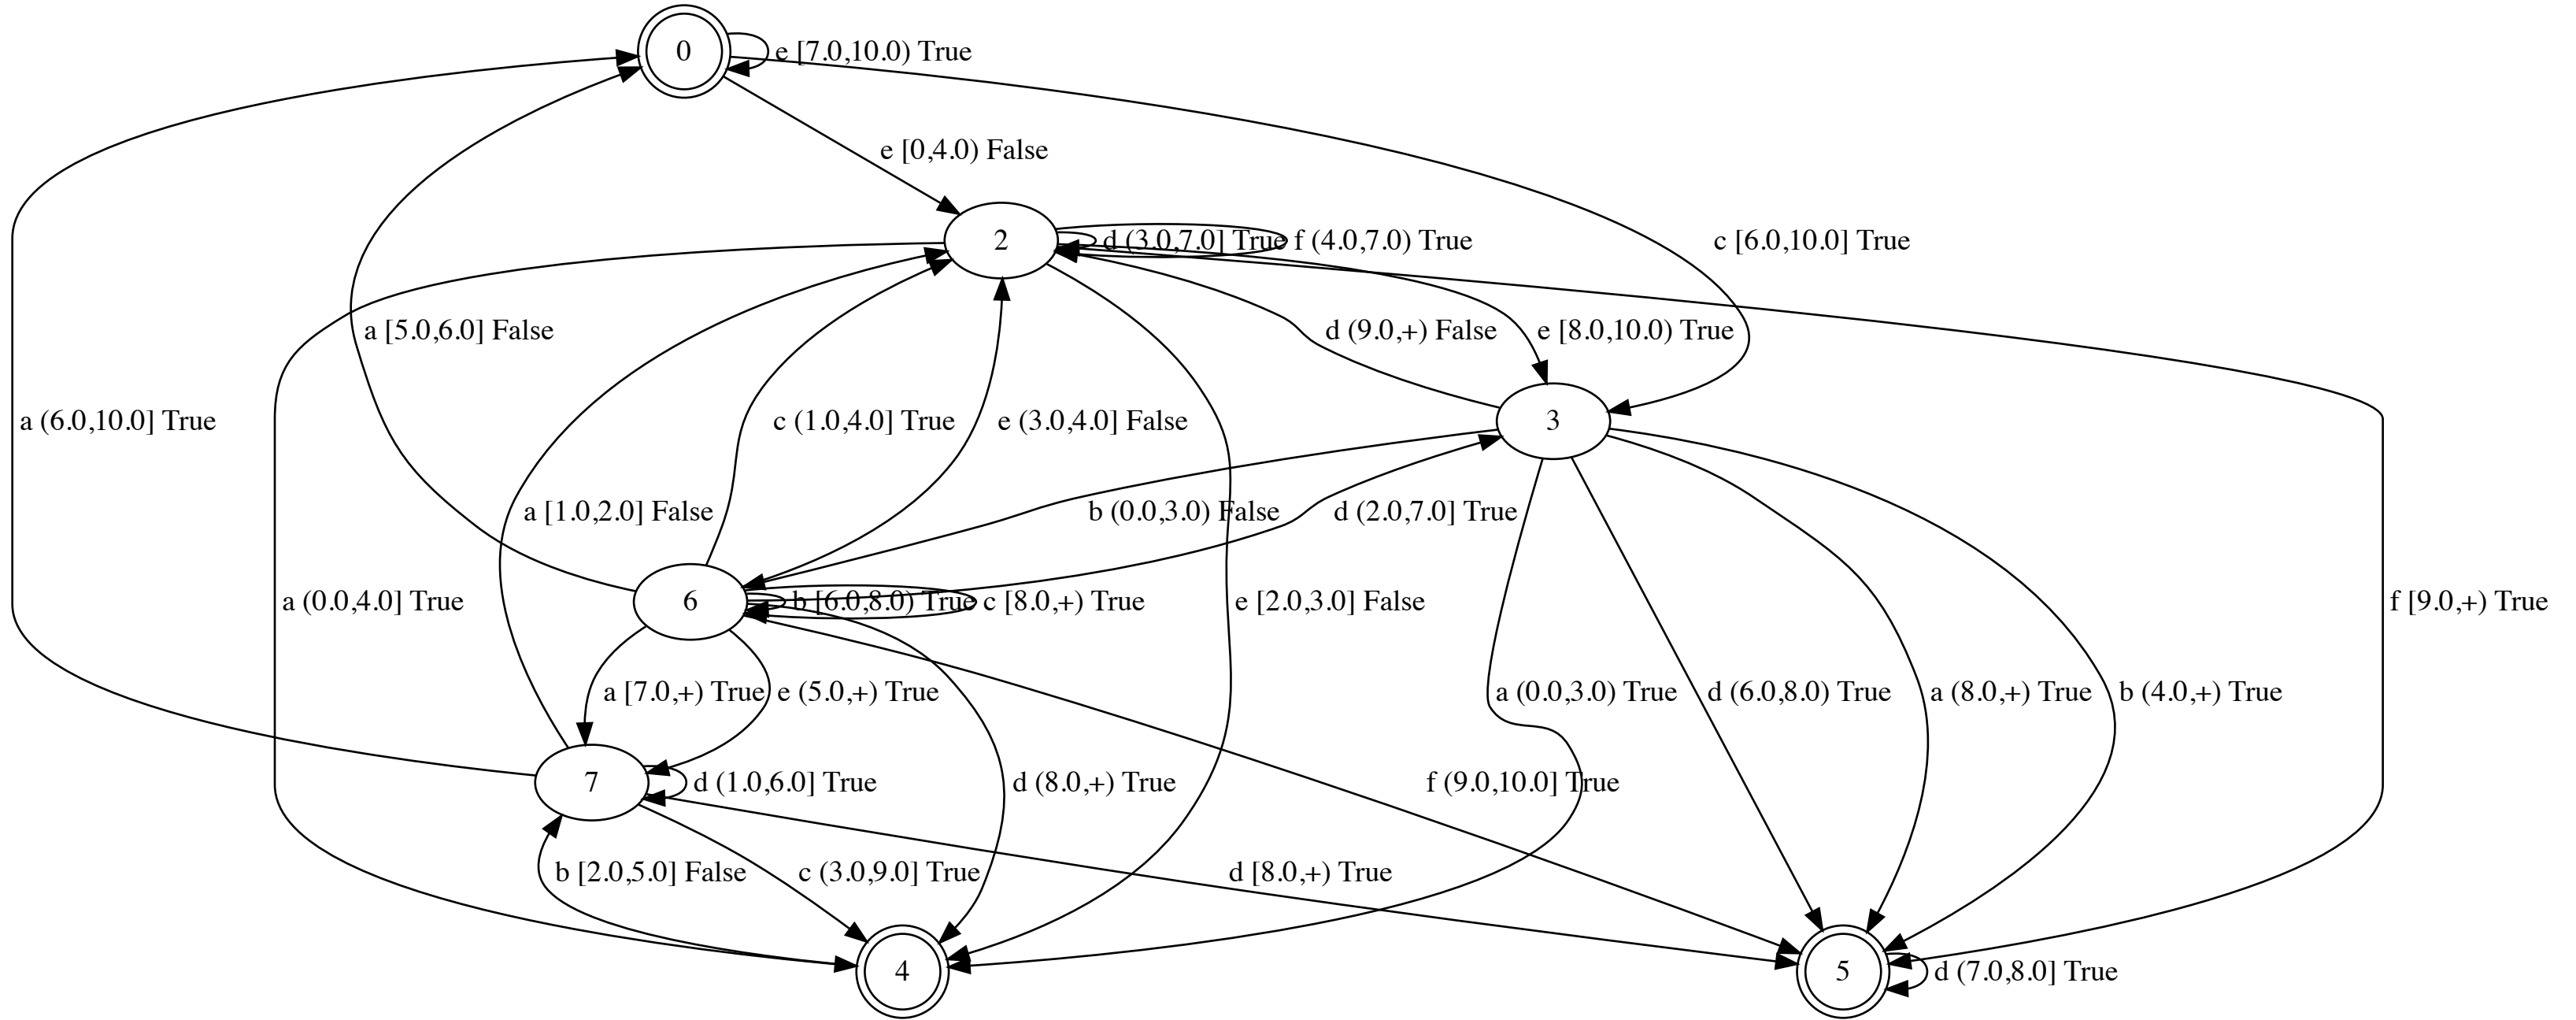 0
e [7.0,10.0) True
e [0,4.0) False
2
d (3.0,7.0] True
f (4.0,7.0) True
c [6.0,10.0] True
a [5.0,6.0] False
d (9.0,+) False
e [8.0,10.0) True
a (6.0,10.0] True
c (1.0,4.0] True
e (3.0,4.0] False
3
a [1.0,2.0] False
b (0.0,3.0) False
d (2.0,7.0] True
a (0.0,4.0] True
6
b [6.0,8.0) True
c [8.0,+) True
e [2.0,3.0] False
f [9.0,+) True
a [7.0,+) True
e (5.0,+) True
a (0.0,3.0) True
d (6.0,8.0) True
a (8.0,+) True
b (4.0,+) True
7
d (1.0,6.0] True
d (8.0,+) True
f (9.0,10.0] True
b [2.0,5.0] False
c (3.0,9.0] True
d [8.0,+) True
4
5
d (7.0,8.0] True